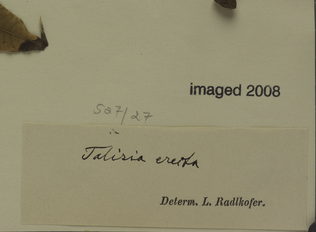 imaged 2008
527/27
Talisia erecta
Determ. L. Radlkofer.